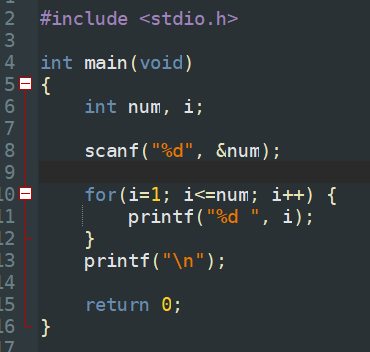 2 #include <stdio.h>
3
4 int main(void)
5 {
6     int num, i;
7
8     scanf("%d", &num);
9
10     for(i=1; i<=num; i++) {
11         printf("%d ", i);
12     }
13     printf("\n");
14
15     return 0;
16 }
17